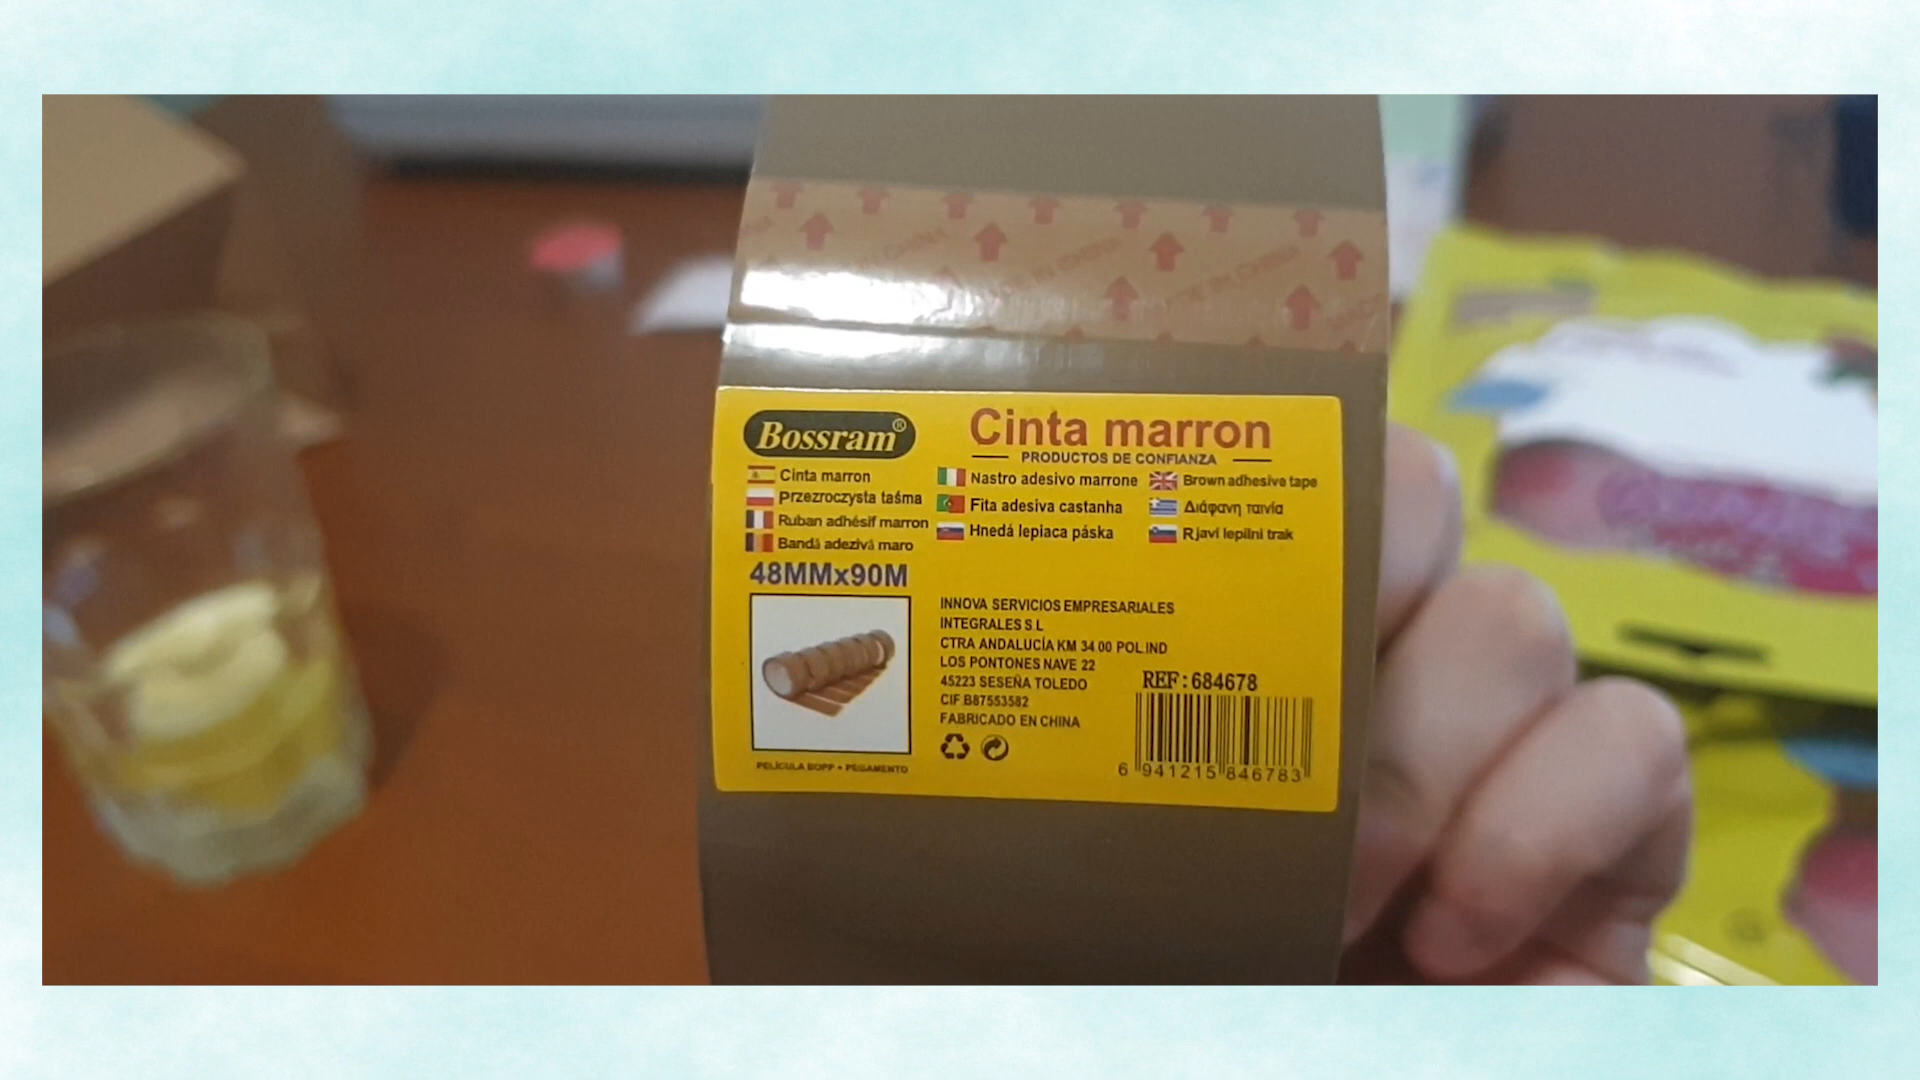 MADE IN CHINA
Bossram®
Cinta marron
PRODUCTOS DE CONFIANZA
Cinta marron
Przezroczysta taśma
Ruban adhésif marron
Bandă adezivă maro
Nastro adesivo marrone
Fita adesiva castanha
Hnedá lepiaca páska
Brown adhesive tape
Διάφανη ταινία
Rjavi lepilni trak
48MMx90M
INNOVA SERVICIOS EMPRESARIALES
INTEGRALES S L
CTRA ANDALUCÍA KM 34 00 POL.IND
LOS PONTONES NAVE 22
45223 SESEÑA TOLEDO
CIF B87553582
FABRICADO EN CHINA
REF:684678
6 941215 846783
PELÍCULA BOPP + PEGAMENTO